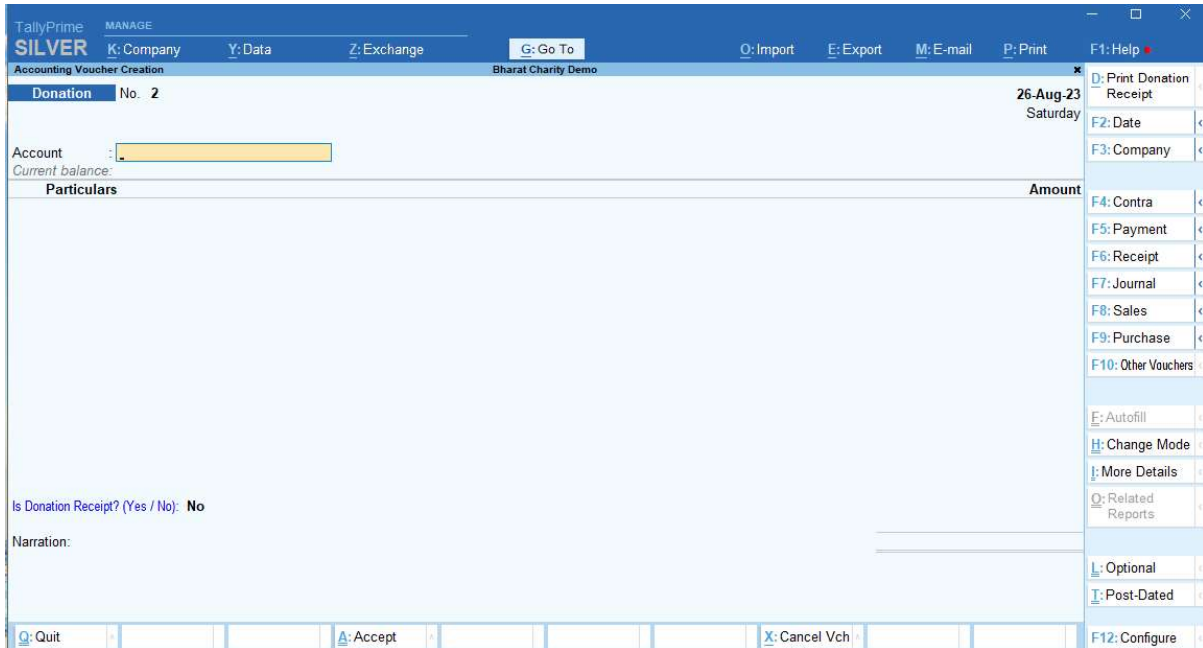 TallyPrime MANAGE
SILVER K: Company Y: Data Z: Exchange G: Go To O: Import E: Export M: E-mail P: Print F1: Help
Accounting Voucher Creation Bharat Charity Demo x
Donation No. 2 26-Aug-23
Saturday
Account :
Current balance:
Particulars Amount
Is Donation Receipt? (Yes / No): No
Narration:
Q: Quit A: Accept X: Cancel Vch
D: Print Donation
Receipt
F2: Date
F3: Company
F4: Contra
F5: Payment
F6: Receipt
F7: Journal
F8: Sales
F9: Purchase
F10: Other Vouchers
F: Autofill
H: Change Mode
I: More Details
O: Related
Reports
L: Optional
T: Post-Dated
F12: Configure